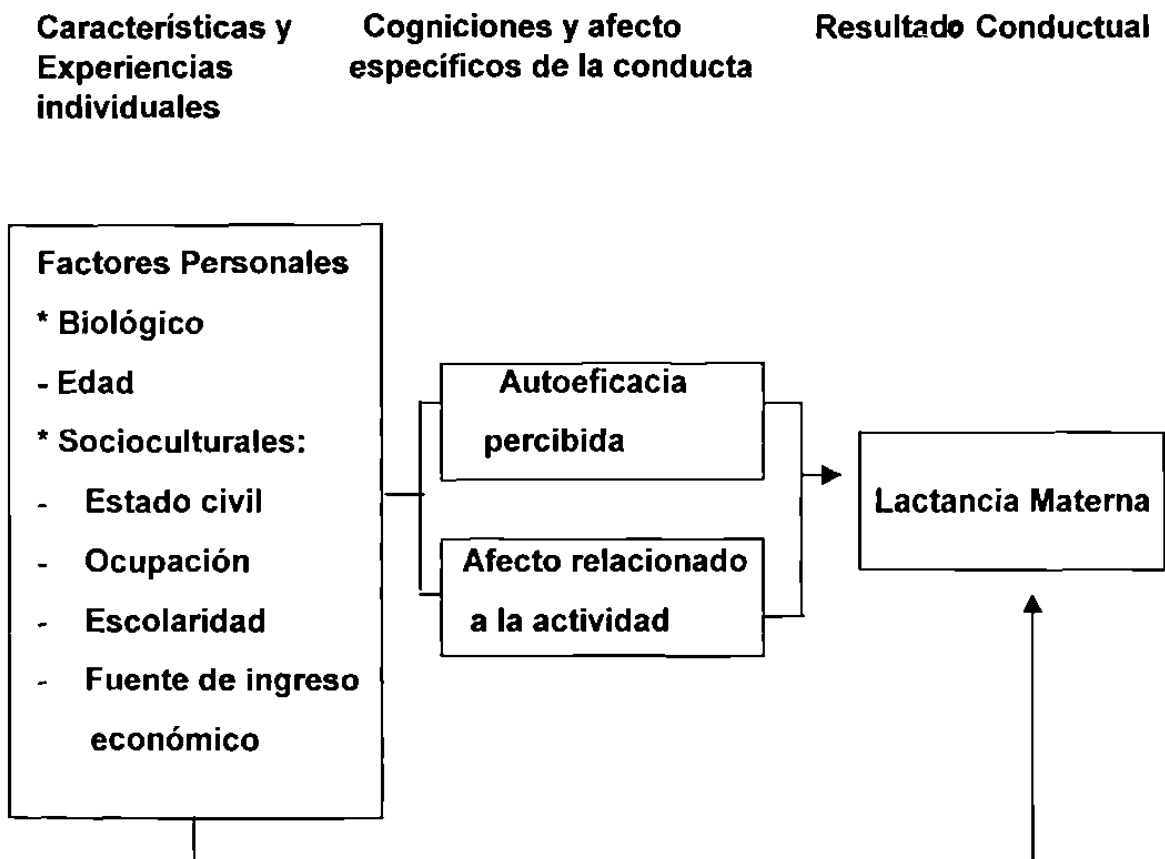 Características y
Experiencias
individuales
Cogniciones y afecto
específicos de la conducta
Resultado Conductual
Factores Personales
* Biológico
- Edad
* Socioculturales:
- Estado civil
- Ocupación
- Escolaridad
- Fuente de ingreso
económico
Autoeficacia
percibida
Afecto relacionado
a la actividad
Lactancia Materna